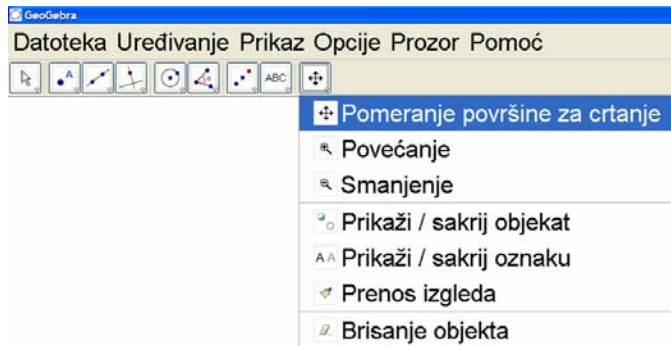 GeoGebra
Datoteka Uređivanje Prikaz Opcije Prozor Pomoć
A ABC
Pomeranje površine za crtanje
Povećanje
Smanjenje
Prikaži / sakrij objekat
AA Prikaži / sakrij oznaku
Prenos izgleda
Brisanje objekta